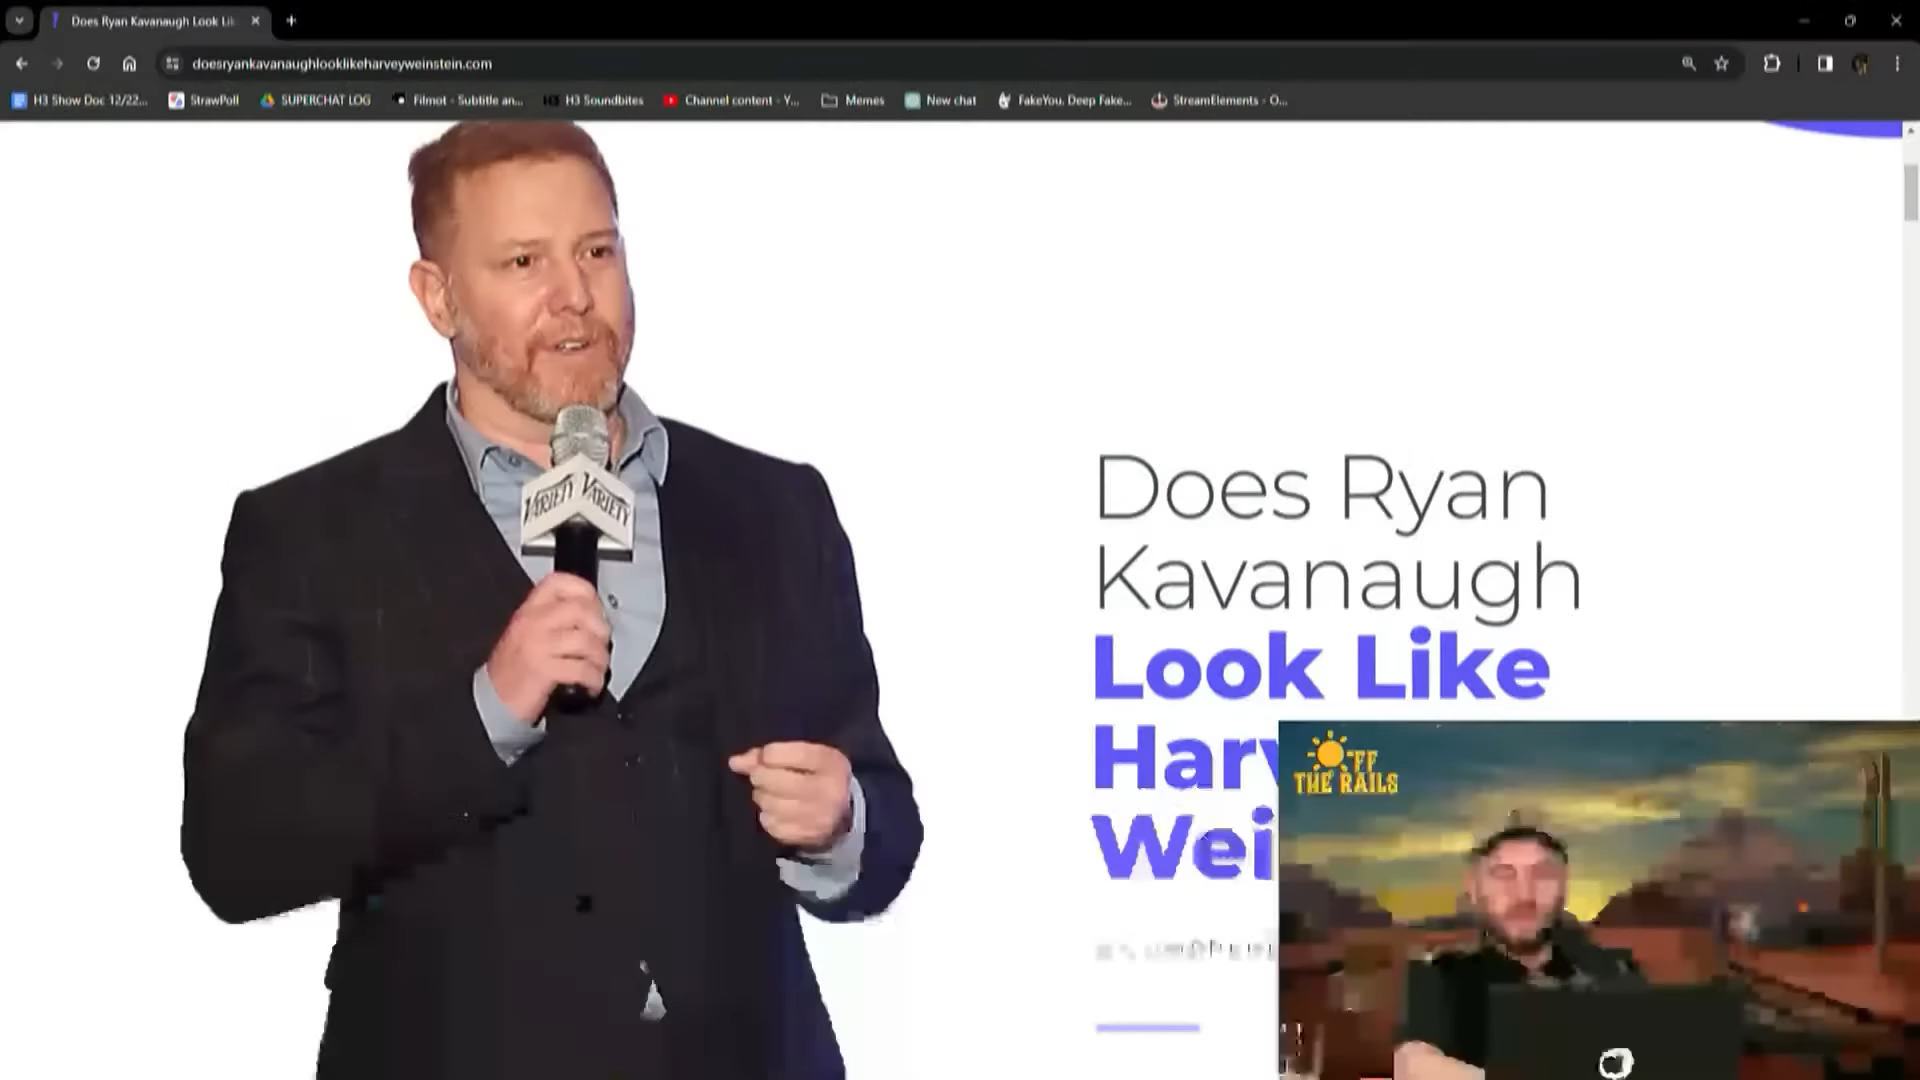 Does Ryan Kavanaugh Look Lik
doesryankavanaughlooklikeharveyweinstein.com
H3 Show Doc 12/22...
StrawPoll
SUPERCHAT LOG
Filmot - Subtitle an...
H3 Soundbites
Channel content - Y...
Memes
New chat
FakeYou. Deep Fake...
StreamElements - O...
VARIETY VARIETY
Does Ryan
Kavanaugh
Look Like
Harv
Wei
OFF
THE RAILS